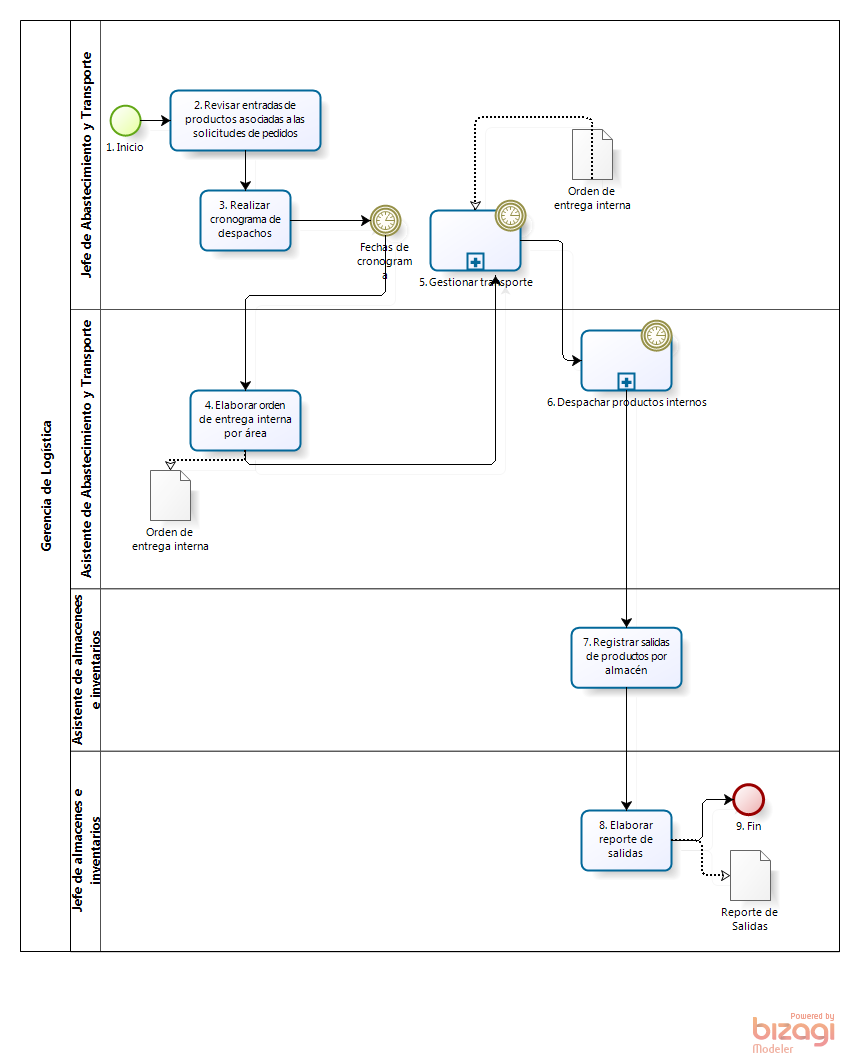 Gerencia de Logística
Jefe de Abastecimiento y Transporte
1. Inicio
2. Revisar entradas de
productos asociadas a las
solicitudes de pedidos
3. Realizar
cronograma de
despachos
Fechas de
cronogram
a
5. Gestionar transporte
Orden de
entrega interna
Asistente de Abastecimiento y Transporte
4. Elaborar orden
de entrega interna
por área
Orden de
entrega interna
6. Despachar productos internos
Asistente de almacenees
e inventarios
7. Registrar salidas
de productos por
almacén
Jefe de almacenes e
inventarios
8. Elaborar
reporte de
salidas
9. Fin
Reporte de
Salidas
Powered by
bizagi
Modeler